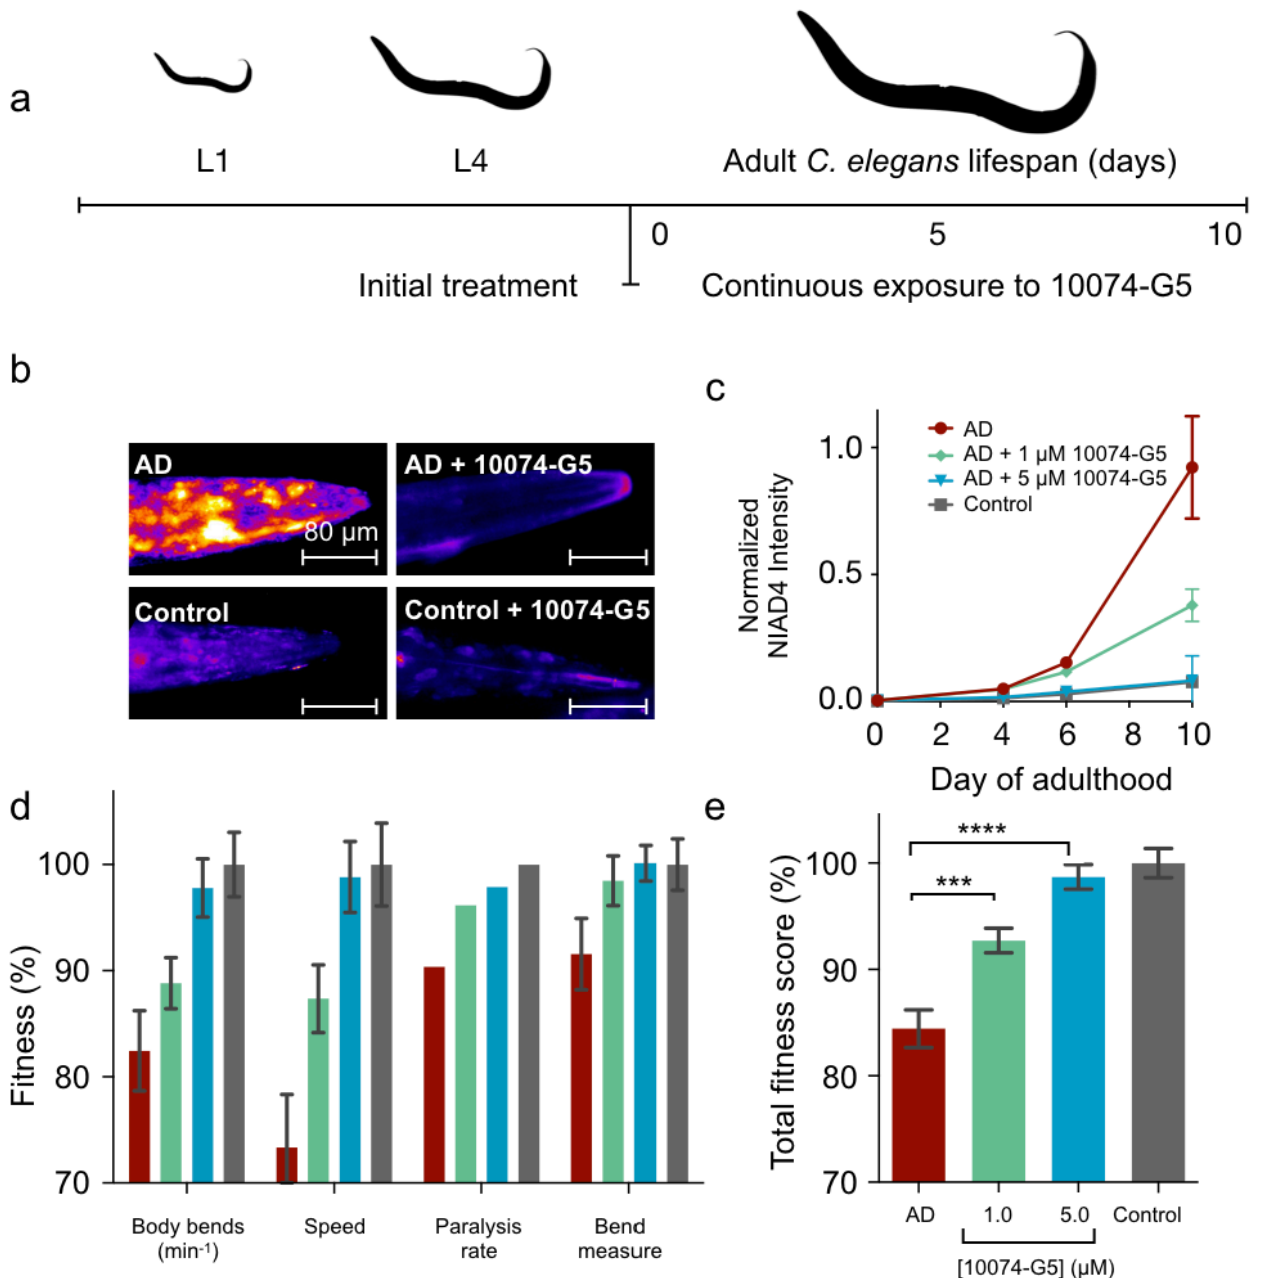 a
L1
L4
Adult C. elegans lifespan (days)
0
5
10
Initial treatment
Continuous exposure to 10074-G5
b
AD
80 µm
AD + 10074-G5
Control
Control + 10074-G5
c
Normalized
NIAD4 Intensity
1.0
0.5
0.0
AD
AD + 1 µM 10074-G5
AD + 5 µM 10074-G5
Control
0
2
4
6
8
10
Day of adulthood
d
Fitness (%)
100
90
80
70
Body bends
(min-1)
Speed
Paralysis
rate
Bend
measure
e
Total fitness score (%)
100
90
80
70
****
***
AD
1.0
5.0
Control
[10074-G5] (µM)